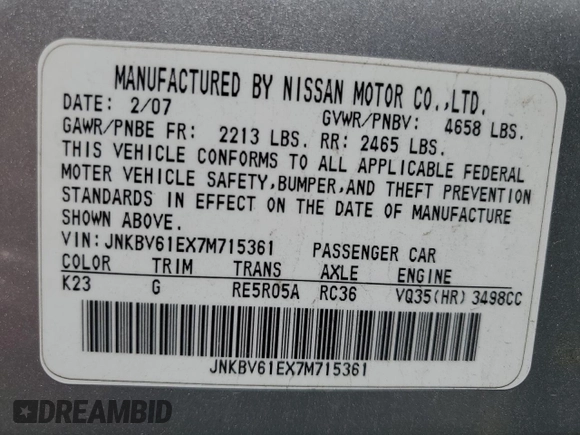 MANUFACTURED BY NISSAN MOTOR CO.,LTD.
DATE: 2/07 GVWR/PNBV: 4658 LBS.
GAWR/PNBE FR: 2213 LBS. RR: 2465 LBS.
THIS VEHICLE CONFORMS TO ALL APPLICABLE FEDERAL
MOTER VEHICLE SAFETY,BUMPER,AND THEFT PREVENTION
STANDARDS IN EFFECT ON THE DATE OF MANUFACTURE
SHOWN ABOVE.
VIN:JNKBV61EX7M715361 PASSENGER CAR
COLOR TRIM TRANS AXLE ENGINE
K23 G RE5R05A RC36 VQ35(HR) 3498CC
JNKBV61EX7M715361
DREAMBID